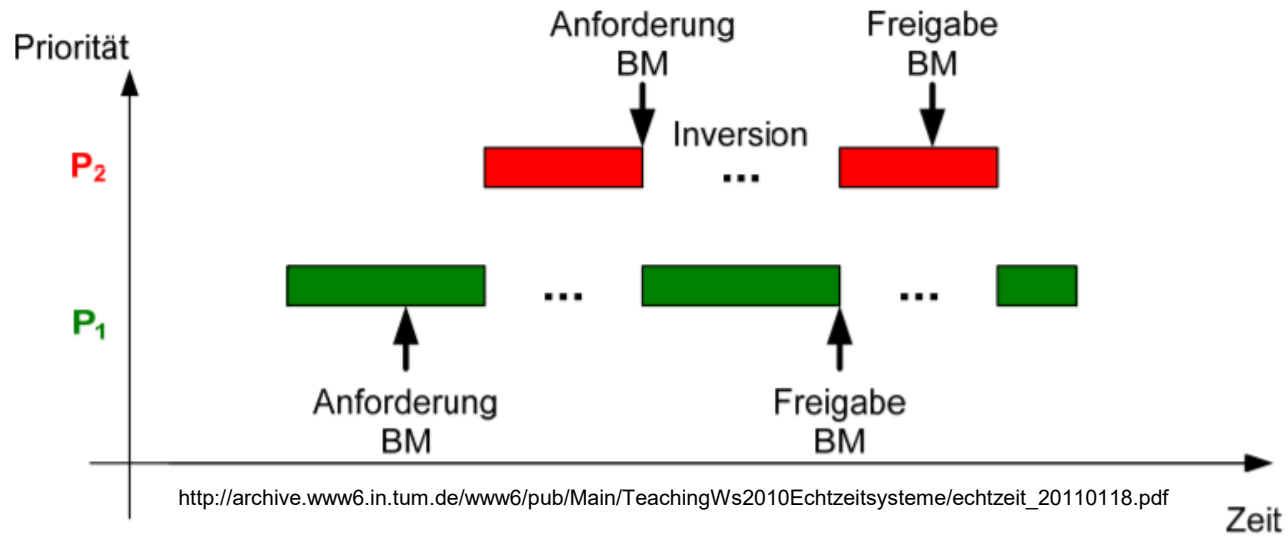 Anforderung
BM
Freigabe
BM
Priorität
Inversion
...
P₂
... ...
P₁
Anforderung
BM
Freigabe
BM
http://archive.www6.in.tum.de/www6/pub/Main/TeachingWs2010Echtzeitsysteme/echtzeit_20110118.pdf
Zeit